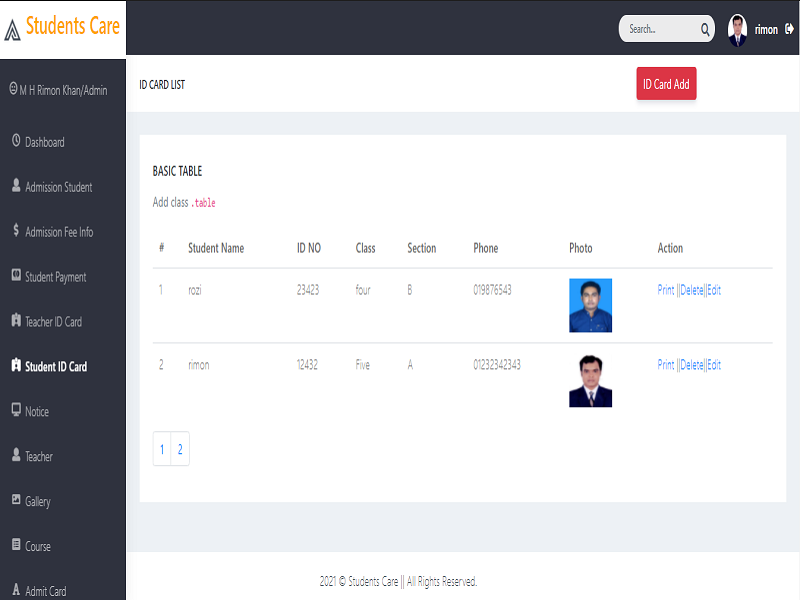 Students Care
Search...
rimon
M H Rimon Khan/Admin
Dashboard
Admission Student
Admission Fee Info
Student Payment
Teacher ID Card
Student ID Card
Notice
Teacher
Gallery
Course
Admit Card
ID CARD LIST
ID Card Add
BASIC TABLE
Add class .table
# Student Name ID NO Class Section Phone Photo Action
1 rozi 23423 four B 019876543 Print ||Delete||Edit
2 rimon 12432 Five A 01232342343 Print ||Delete||Edit
1 2
2021 © Students Care || All Rights Reserved.